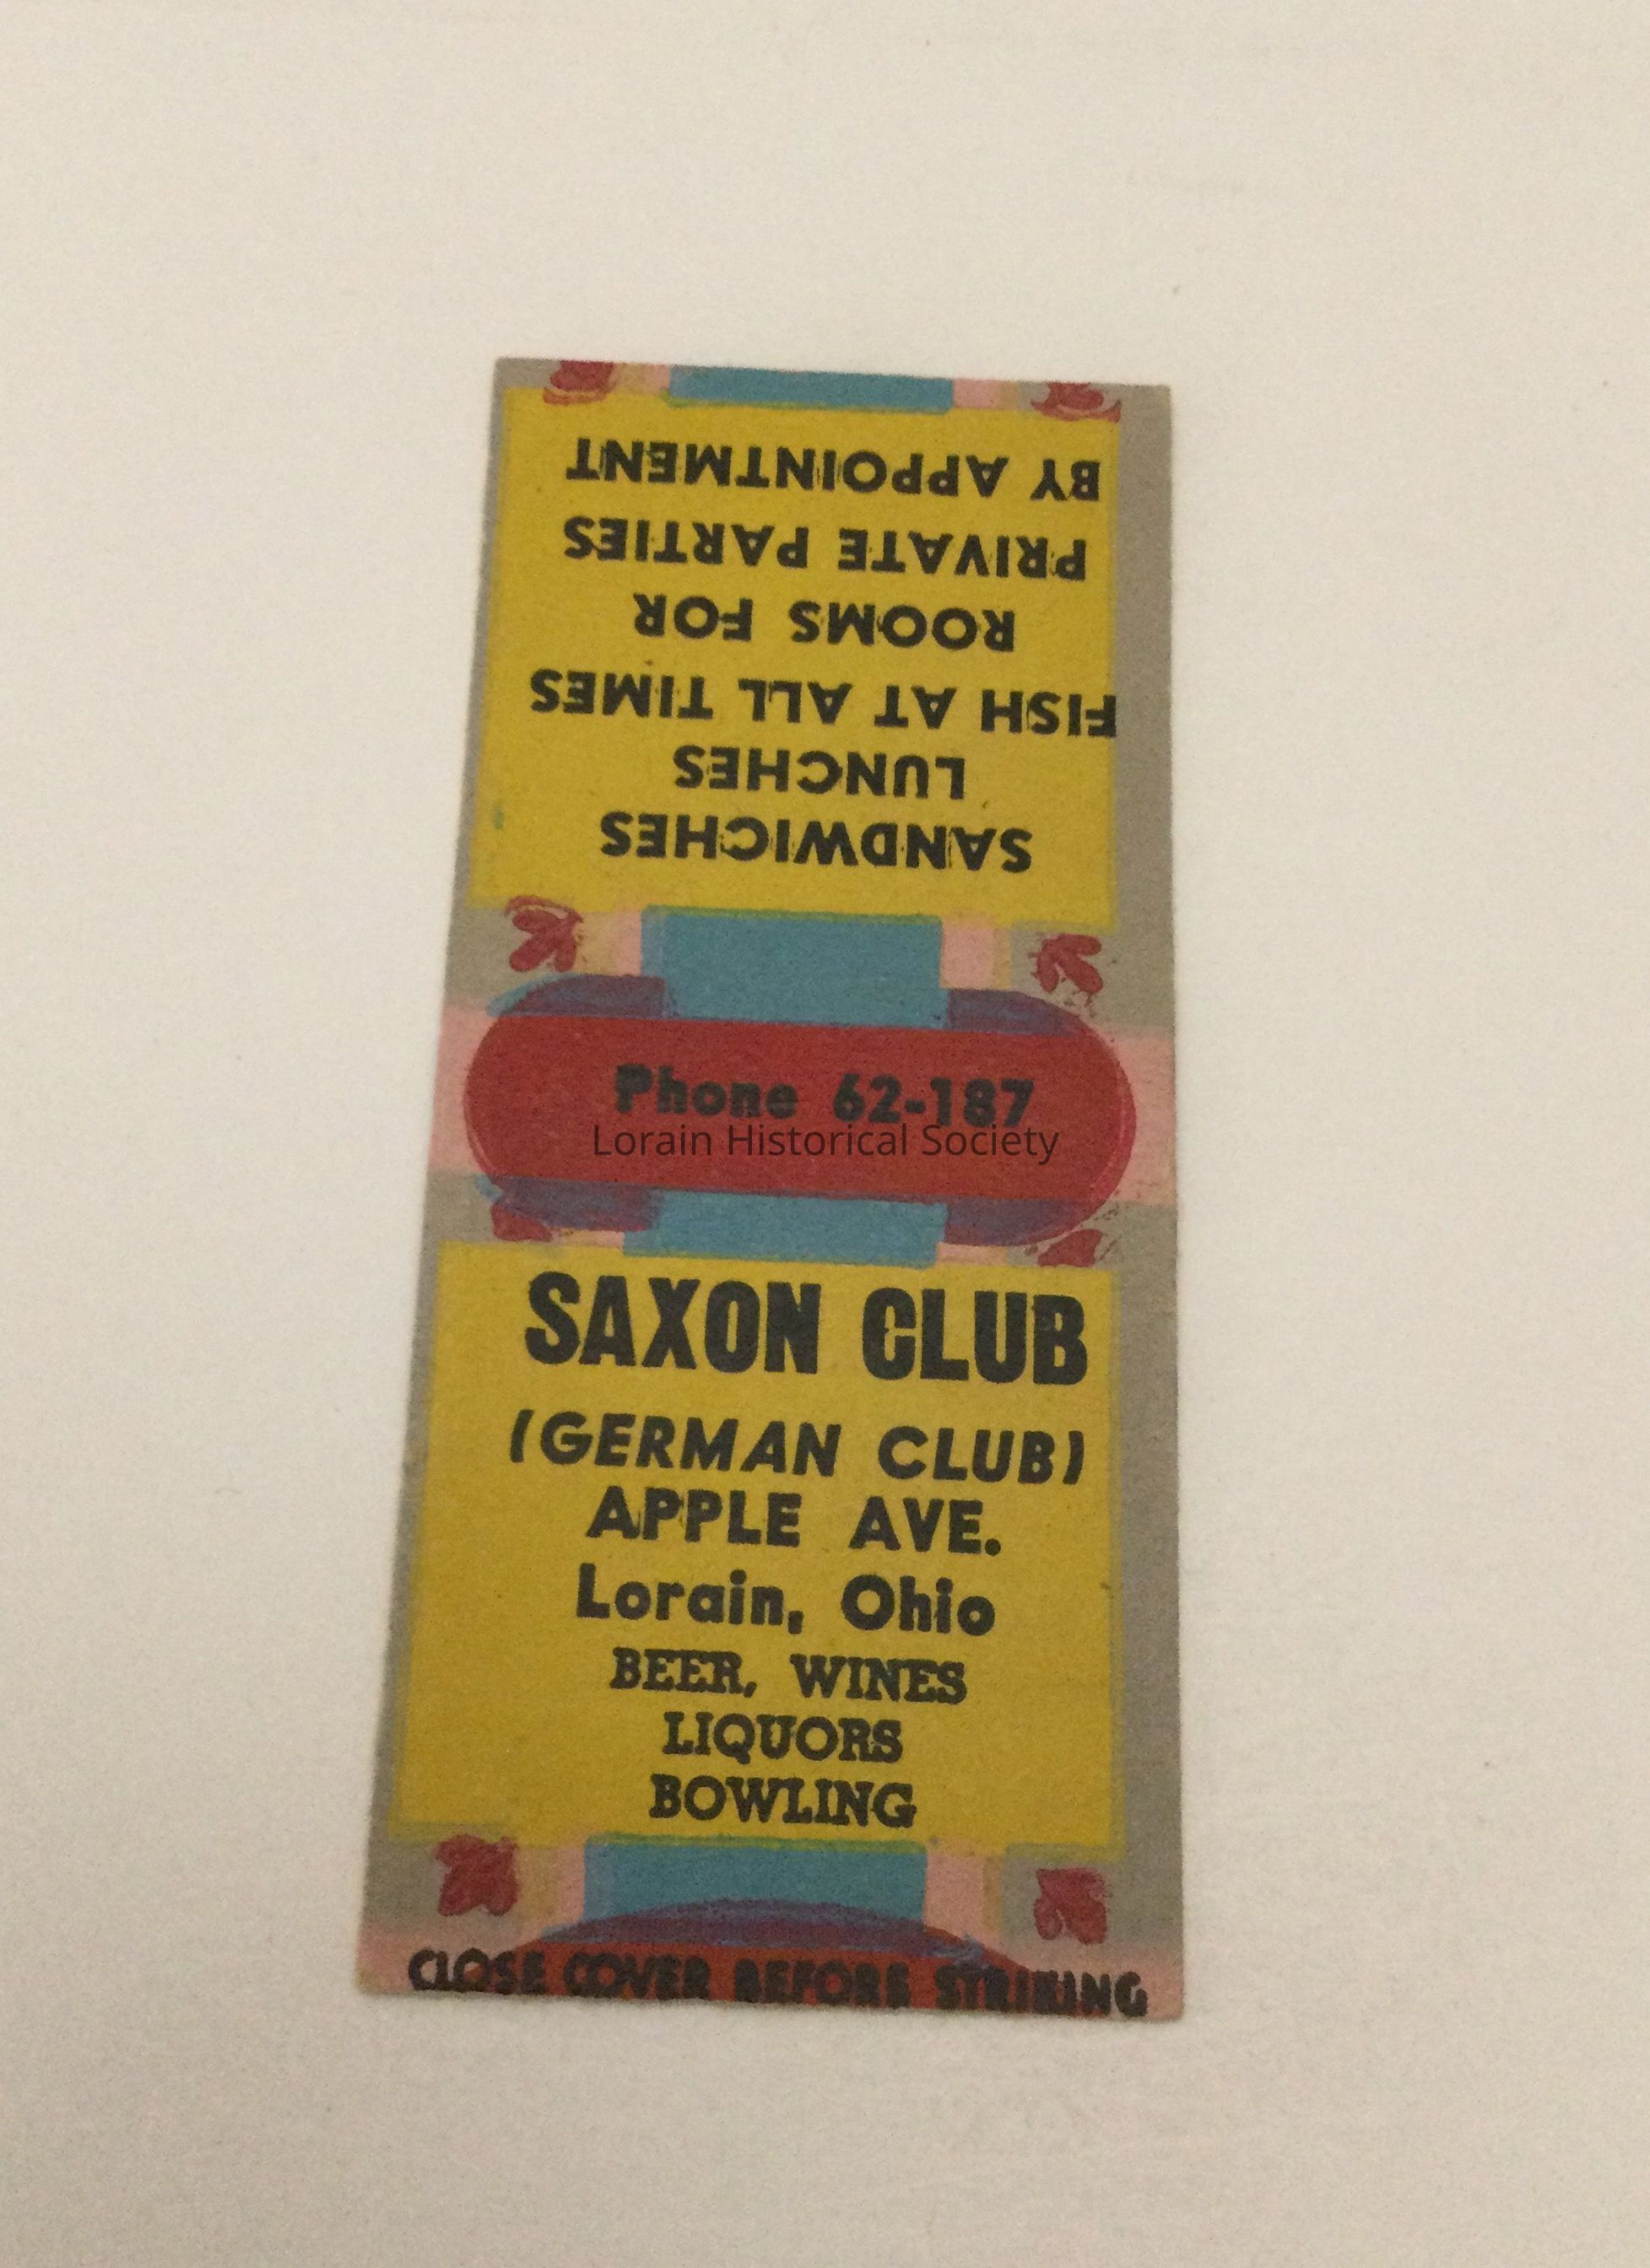 SANDWICHES
LUNCHES
FISH AT ALL TIMES
ROOMS FOR
PRIVATE PARTIES
BY APPOINTMENT
Phone 62-187
Lorain Historical Society
SAXON CLUB
(GERMAN CLUB)
APPLE AVE.
Lorain, Ohio
BEER, WINES
LIQUORS
BOWLING
CLOSE COVER BEFORE STRIKING